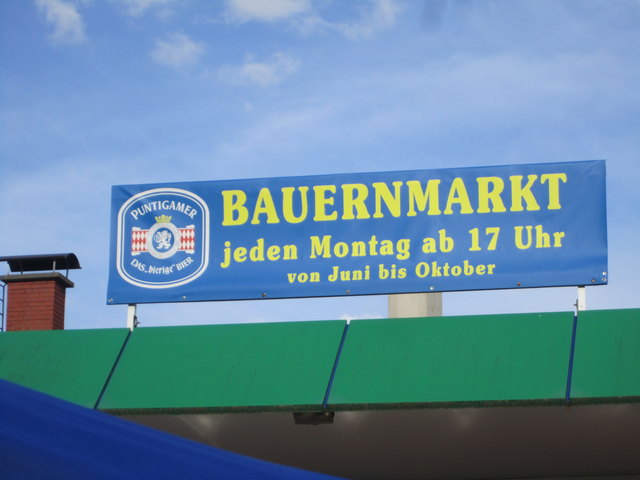 PUNTIGAMER
DAS „bierige" BIER
BAUERNMARKT
jeden Montag ab 17 Uhr
von Juni bis Oktober